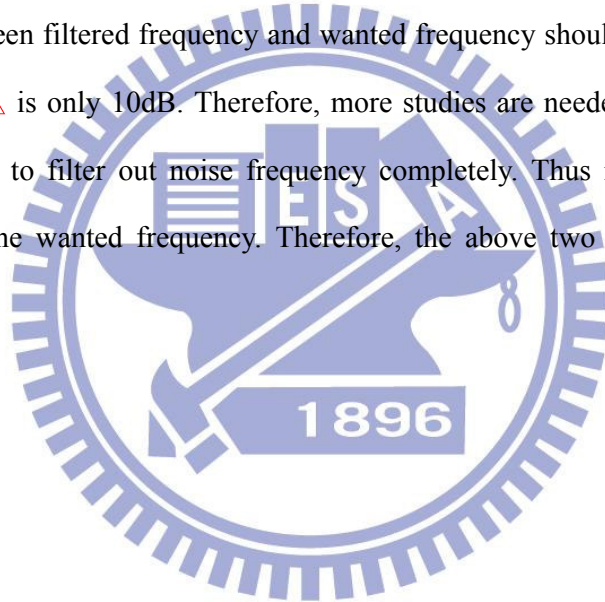 een filtered frequency and wanted frequency shoul
is only 10dB. Therefore, more studies are neede
to filter out noise frequency completely. Thus
ne wanted frequency. Therefore, the above two
E S A
8
1896